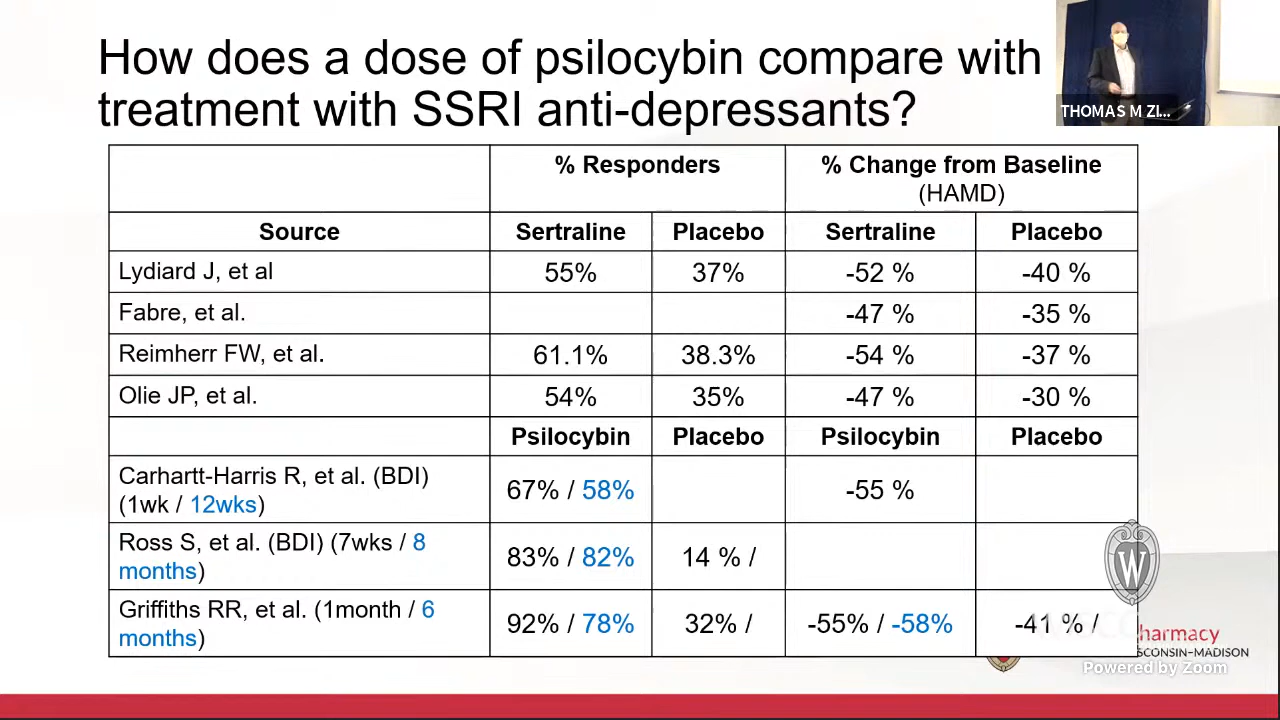 How does a dose of psilocybin compare with
treatment with SSRI anti-depressants?
THOMAS M ZI...
% Responders % Change from Baseline
(HAMD)
Source Sertraline Placebo Sertraline Placebo
Lydiard J, et al 55% 37% -52 % -40 %
Fabre, et al. -47 % -35 %
Reimherr FW, et al. 61.1% 38.3% -54 % -37 %
Olie JP, et al. 54% 35% -47 % -30 %
Psilocybin Placebo Psilocybin Placebo
Carhartt-Harris R, et al. (BDI)
(1wk / 12wks) 67% / 58% -55 %
Ross S, et al. (BDI) (7wks / 8
months) 83% / 82% 14 % /
Griffiths RR, et al. (1month / 6
months) 92% / 78% 32% / -55% / -58% -41 % /
W
harmacy
SCONSIN–MADISON
Powered by Zoom